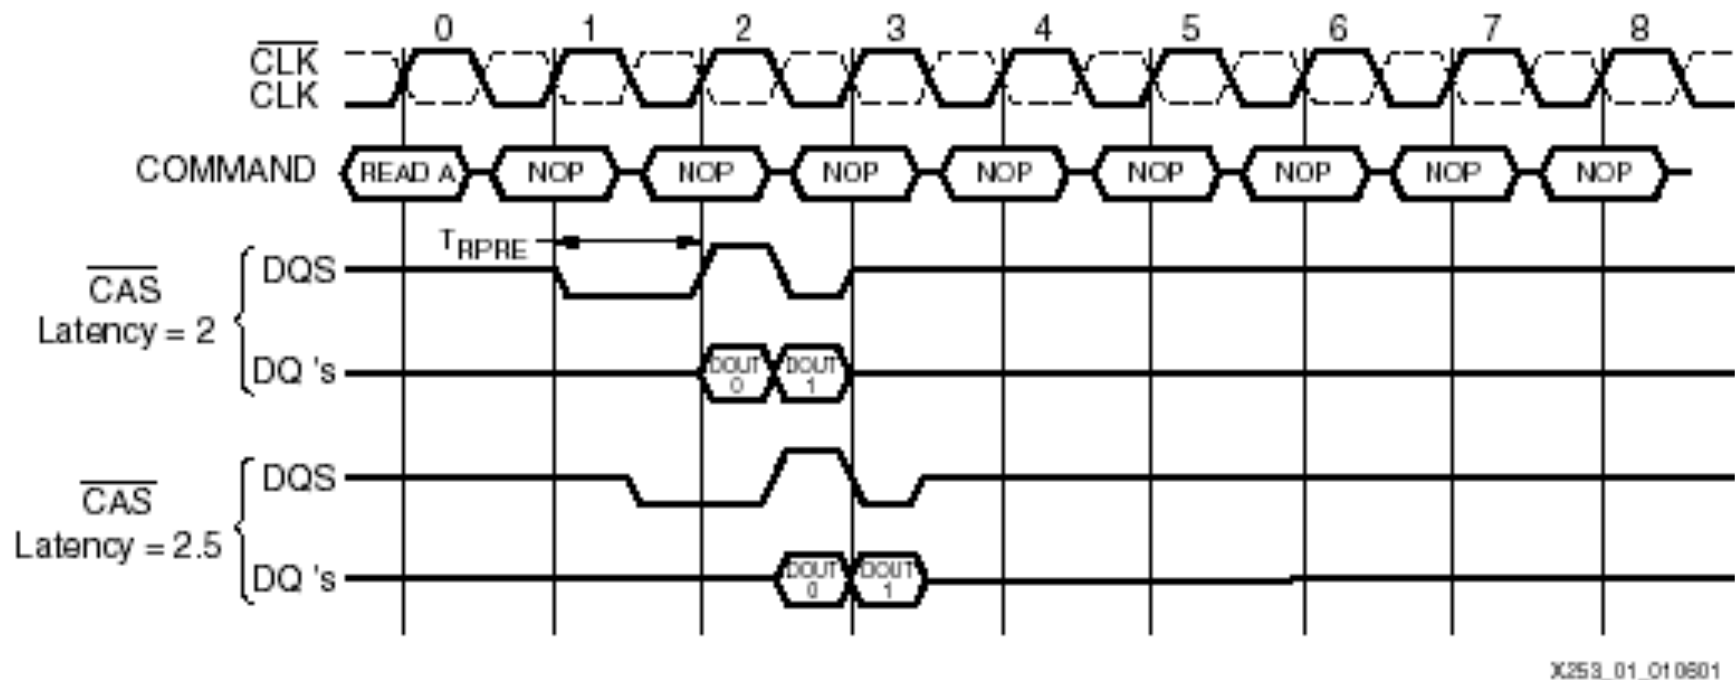 0 1 2 3 4 5 6 7 8
CLK
CLK
COMMAND READ A NOP NOP NOP NOP NOP NOP NOP NOP
TRPRE
CAS
Latency = 2
DQS
DQ 's DOUT 0 DOUT 1
CAS
Latency = 2.5
DQS
DQ 's DOUT 0 DOUT 1
X253_01_010601